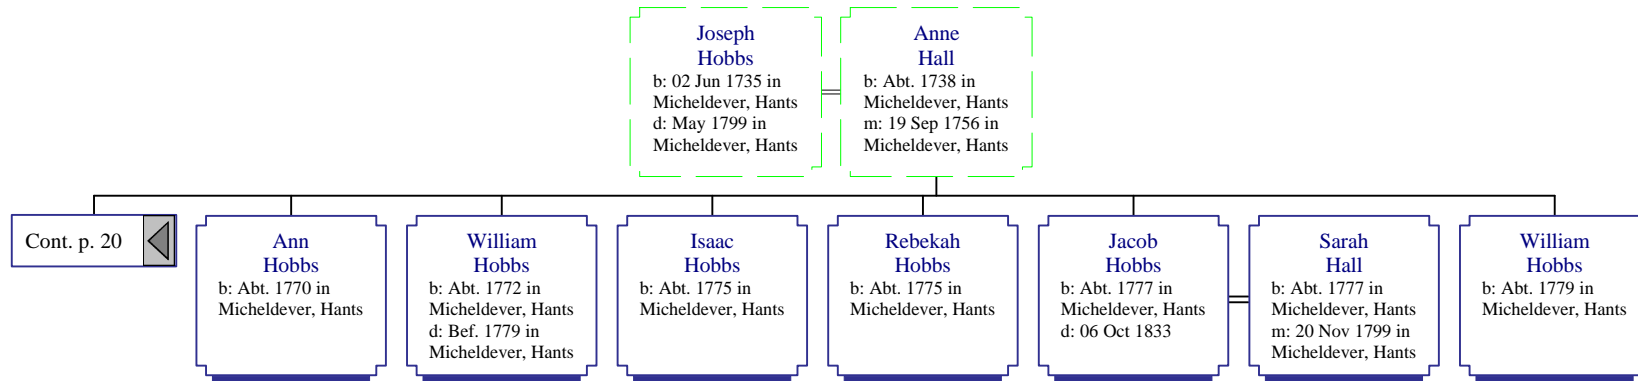 Joseph
Hobbs
b: 02 Jun 1735 in
Micheldever, Hants
d: May 1799 in
Micheldever, Hants
Anne
Hall
b: Abt. 1738 in
Micheldever, Hants
m: 19 Sep 1756 in
Micheldever, Hants
Cont. p. 20
Ann
Hobbs
b: Abt. 1770 in
Micheldever, Hants
William
Hobbs
b: Abt. 1772 in
Micheldever, Hants
d: Bef. 1779 in
Micheldever, Hants
Isaac
Hobbs
b: Abt. 1775 in
Micheldever, Hants
Rebekah
Hobbs
b: Abt. 1775 in
Micheldever, Hants
Jacob
Hobbs
b: Abt. 1777 in
Micheldever, Hants
d: 06 Oct 1833
Sarah
Hall
b: Abt. 1777 in
Micheldever, Hants
m: 20 Nov 1799 in
Micheldever, Hants
William
Hobbs
b: Abt. 1779 in
Micheldever, Hants